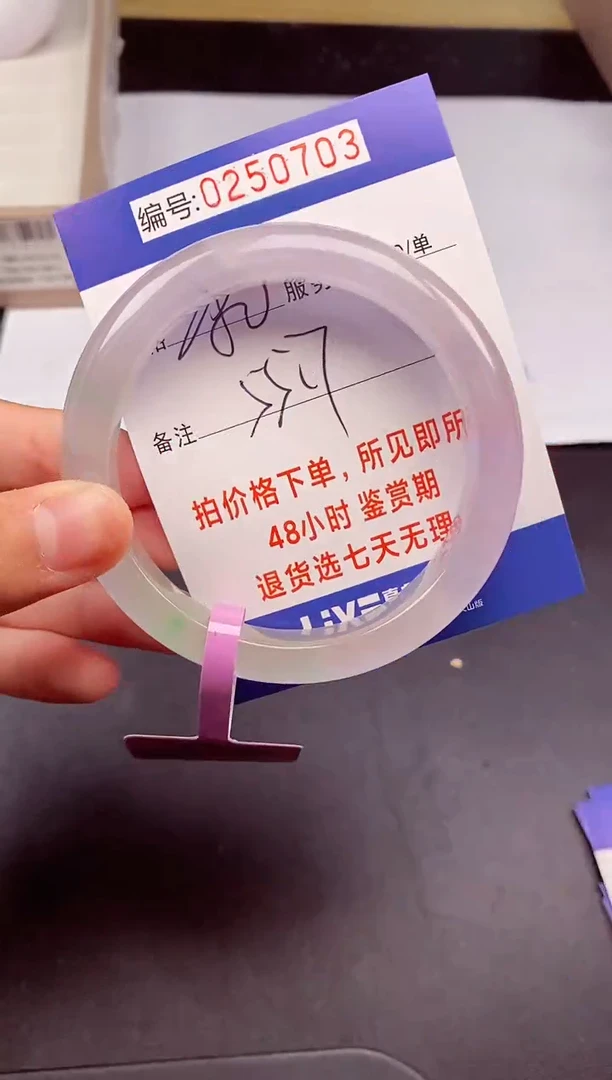 编号:0250703
服务
/单
备注
拍价格下单，所见即所
48小时 鉴赏期
退货选七天无理